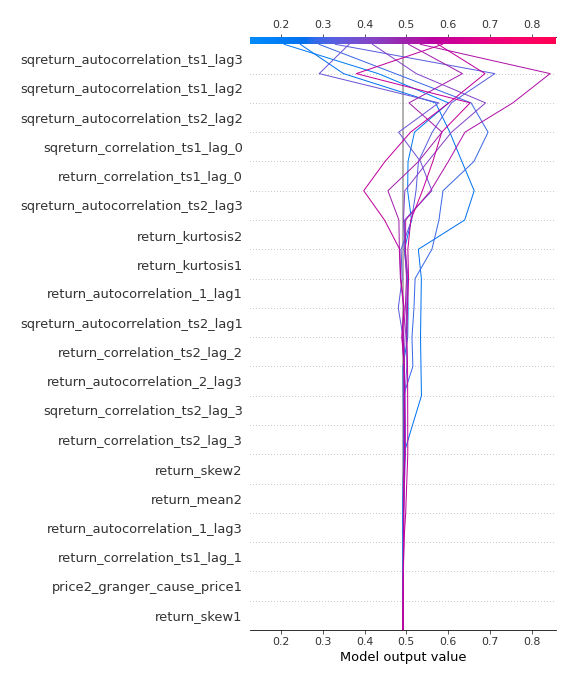 0.2 0.3 0.4 0.5 0.6 0.7 0.8
sqreturn_autocorrelation_ts1_lag3
sqreturn_autocorrelation_ts1_lag2
sqreturn_autocorrelation_ts2_lag2
sqreturn_correlation_ts1_lag_0
return_correlation_ts1_lag_0
sqreturn_autocorrelation_ts2_lag3
return_kurtosis2
return_kurtosis1
return_autocorrelation_1_lag1
sqreturn_autocorrelation_ts2_lag1
return_correlation_ts2_lag_2
return_autocorrelation_2_lag3
sqreturn_correlation_ts2_lag_3
return_correlation_ts2_lag_3
return_skew2
return_mean2
return_autocorrelation_1_lag3
return_correlation_ts1_lag_1
price2_granger_cause_price1
return_skew1
0.2 0.3 0.4 0.5 0.6 0.7 0.8
Model output value